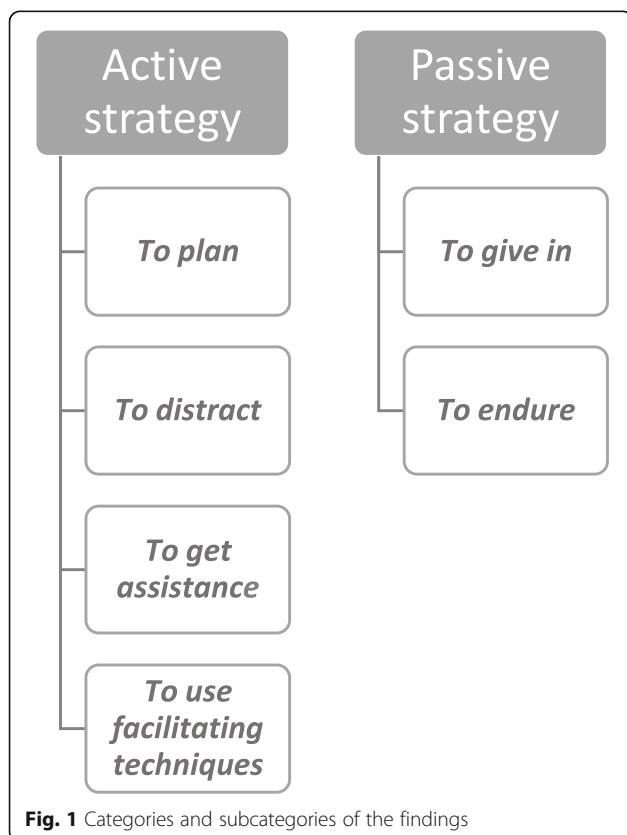 Active
strategy
To plan
To distract
To get
assistance
To use
facilitating
techniques
Passive
strategy
To give in
To endure
Fig. 1 Categories and subcategories of the findings